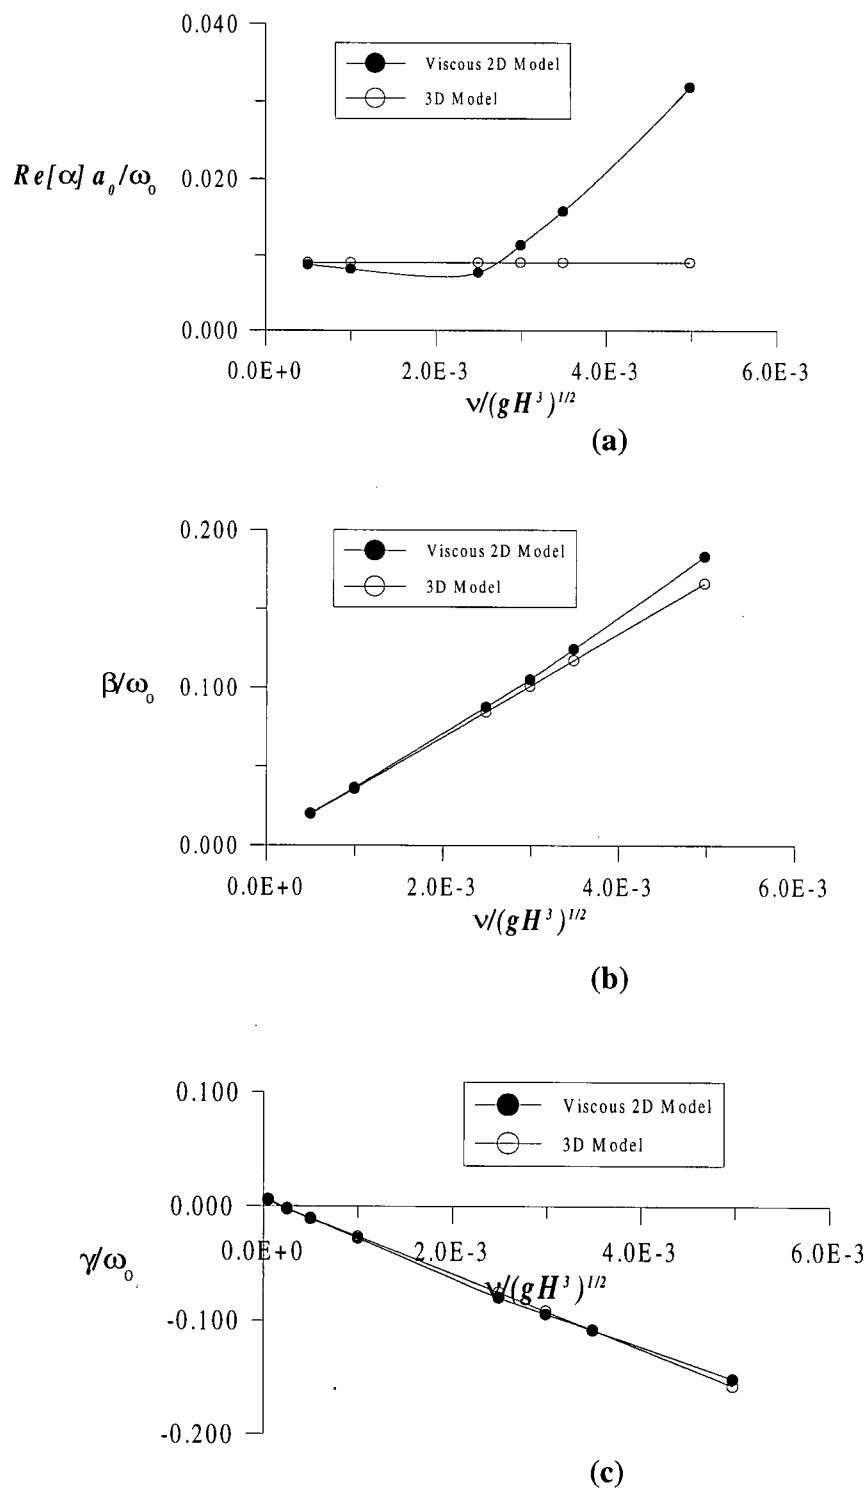 0.040
Viscous 2D Model
3D Model
Re[α] a₀/ω₀
0.020
0.000
0.0E+0 2.0E-3 4.0E-3 6.0E-3
ν/(gH³)^1/2
(a)
0.200
Viscous 2D Model
3D Model
β/ω₀
0.100
0.000
0.0E+0 2.0E-3 4.0E-3 6.0E-3
ν/(gH³)^1/2
(b)
0.100
Viscous 2D Model
3D Model
0.000
0.0E+0 2.0E-3 4.0E-3 6.0E-3
γ/ω₀
ν/(gH³)^1/2
-0.100
-0.200
(c)